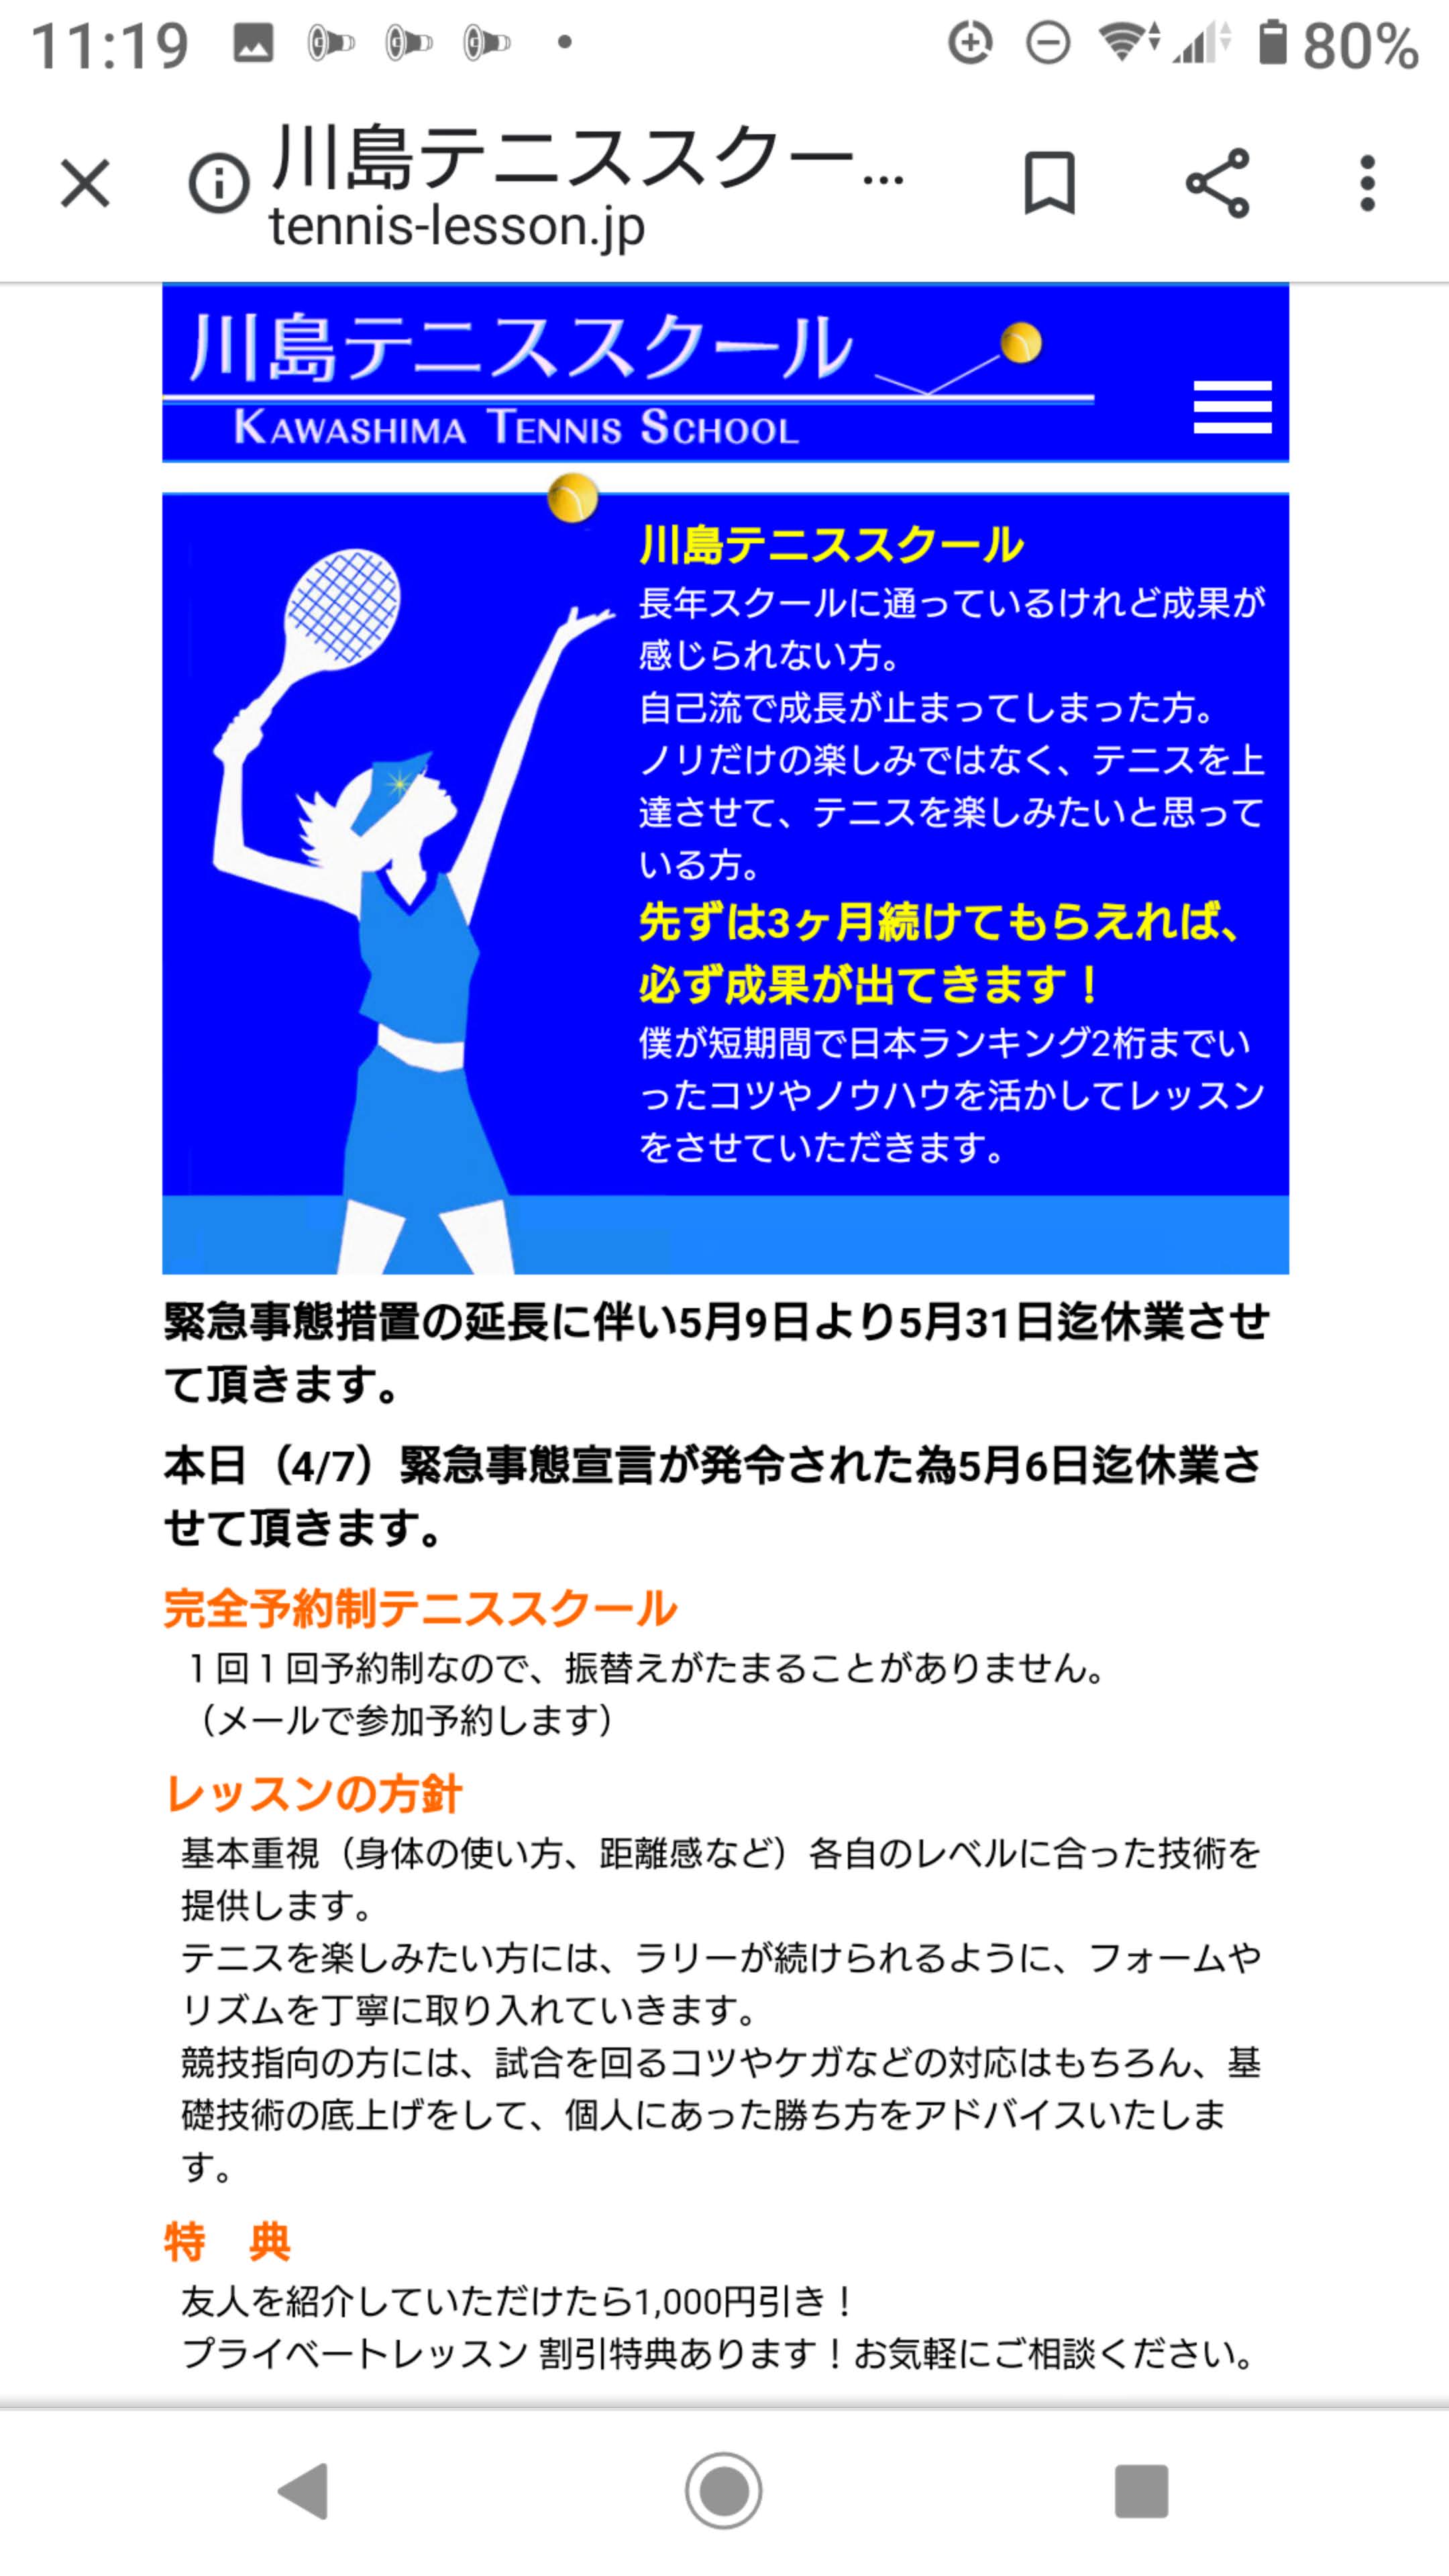 11:19
80%
川島テニススクー...
tennis-lesson.jp
川島テニススクール
KAWASHIMA TENNIS SCHOOL
川島テニススクール
長年スクールに通っているけれど成果が
感じられない方。
自己流で成長が止まってしまった方。
ノリだけの楽しみではなく、テニスを上
達させて、テニスを楽しみたいと思って
いる方。
先ずは3ヶ月続けてもらえれば、
必ず成果が出てきます！
僕が短期間で日本ランキング2桁までい
ったコツやノウハウを活かしてレッスン
をさせていただきます。
緊急事態措置の延長に伴い5月9日より5月31日迄休業させ
て頂きます。
本日（4/7）緊急事態宣言が発令された為5月6日迄休業さ
せて頂きます。
完全予約制テニススクール
１回１回予約制なので、振替えがたまることがありません。
（メールで参加予約します）
レッスンの方針
基本重視（身体の使い方、距離感など）各自のレベルに合った技術を
提供します。
テニスを楽しみたい方には、ラリーが続けられるように、フォームや
リズムを丁寧に取り入れていきます。
競技指向の方には、試合を回るコツやケガなどの対応はもちろん、基
礎技術の底上げをして、個人にあった勝ち方をアドバイスいたしま
す。
特　典
友人を紹介していただけたら1,000円引き！
プライベートレッスン 割引特典あります！お気軽にご相談ください。